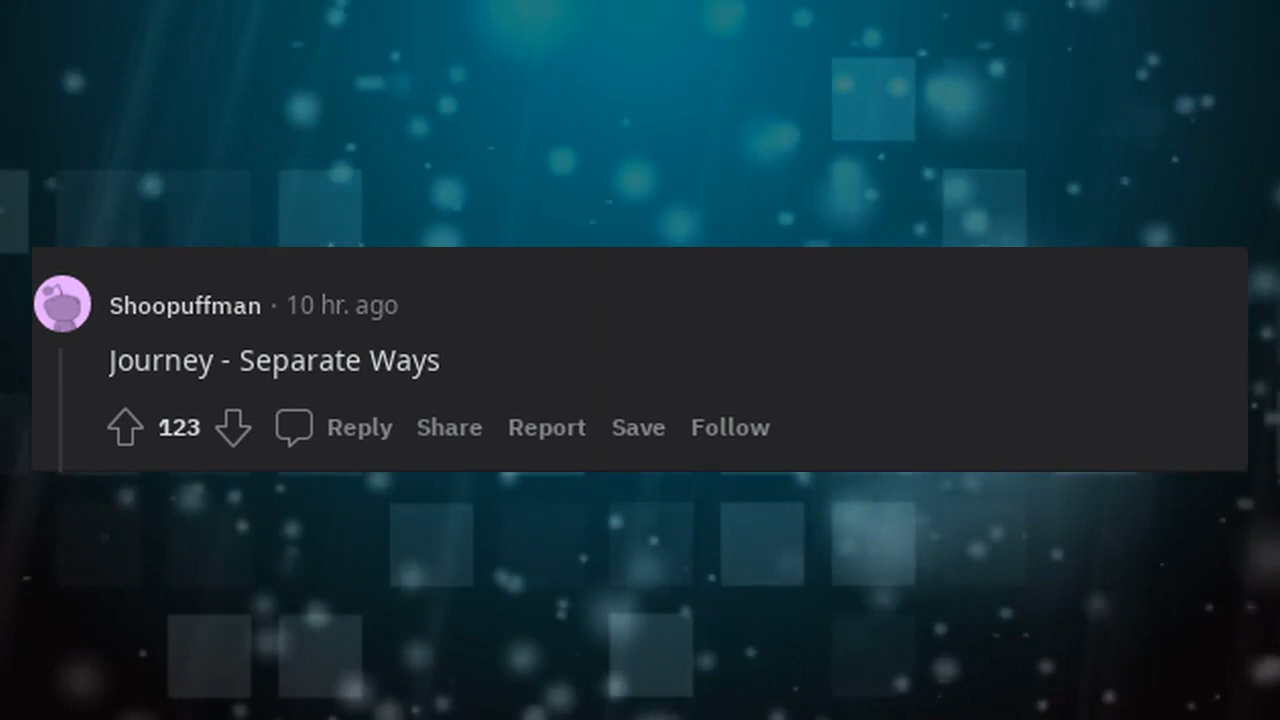 Shoopuffman · 10 hr. ago
Journey - Separate Ways
123 Reply Share Report Save Follow